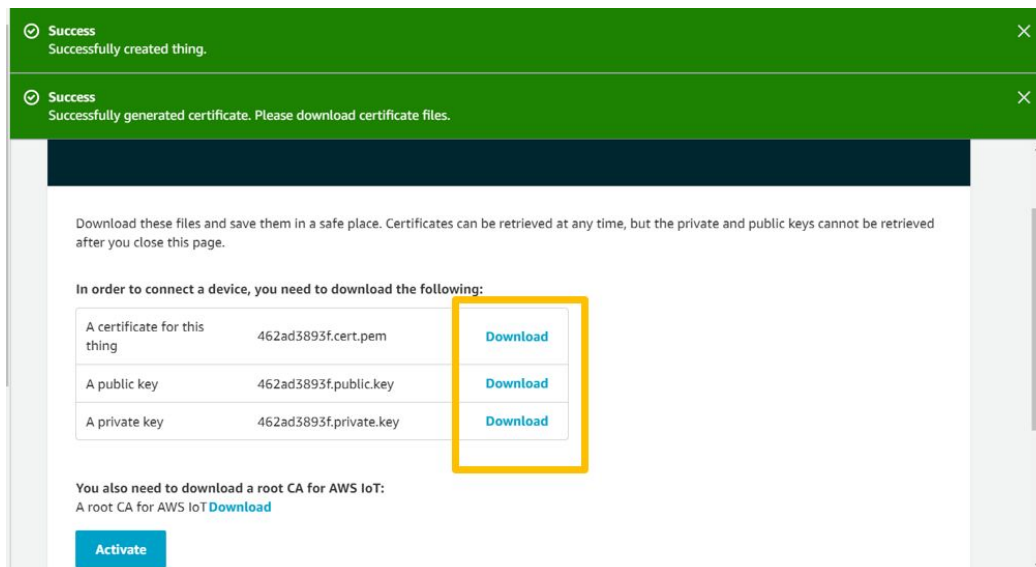 Success
Successfully created thing.
Success
Successfully generated certificate. Please download certificate files.
Download these files and save them in a safe place. Certificates can be retrieved at any time, but the private and public keys cannot be retrieved
after you close this page.
In order to connect a device, you need to download the following:
A certificate for this
thing
462ad3893f.cert.pem
Download
A public key
462ad3893f.public.key
Download
A private key
462ad3893f.private.key
Download
You also need to download a root CA for AWS IoT:
A root CA for AWS IoT Download
Activate